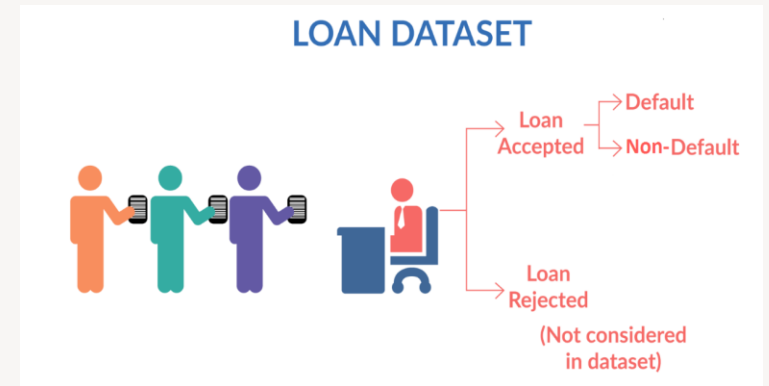 LOAN DATASET
Default
Loan
Accepted
Non-Default
Loan
Rejected
(Not considered
in dataset)